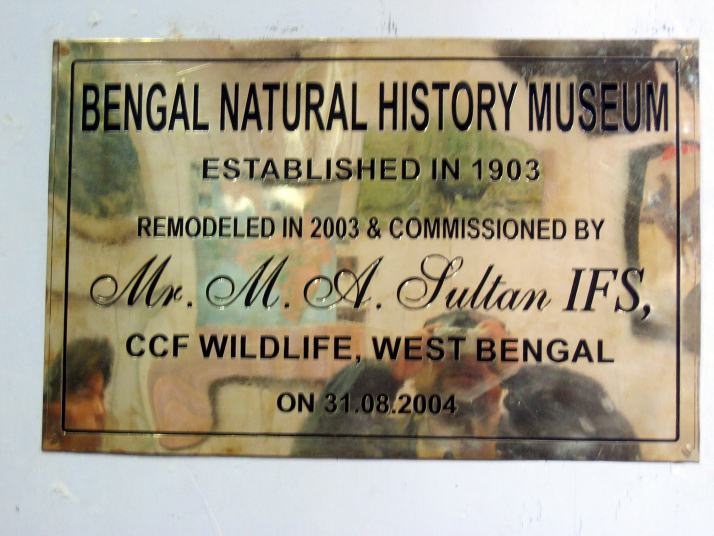 BENGAL NATURAL HISTORY MUSEUM
ESTABLISHED IN 1903
REMODELED IN 2003 & COMMISSIONED BY
Mr. M. A. Sultan IFS,
CCF WILDLIFE, WEST BENGAL
ON 31.08.2004